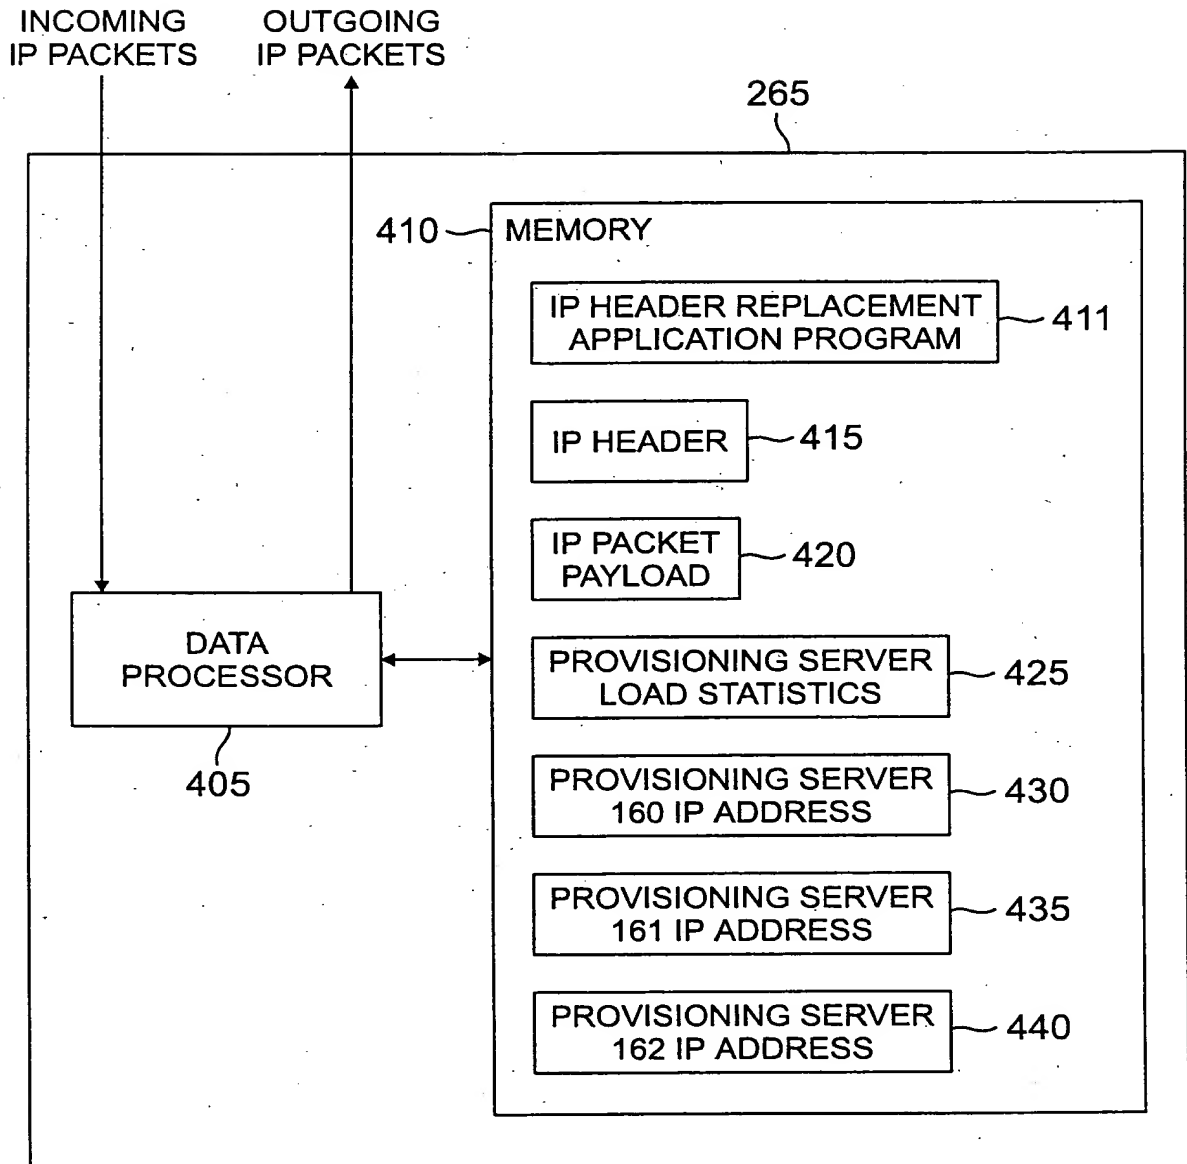 INCOMING
IP PACKETS
OUTGOING
IP PACKETS
265
410
MEMORY
IP HEADER REPLACEMENT
APPLICATION PROGRAM
411
IP HEADER
415
IP PACKET
PAYLOAD
420
DATA
PROCESSOR
405
PROVISIONING SERVER
LOAD STATISTICS
425
PROVISIONING SERVER
160 IP ADDRESS
430
PROVISIONING SERVER
161 IP ADDRESS
435
PROVISIONING SERVER
162 IP ADDRESS
440